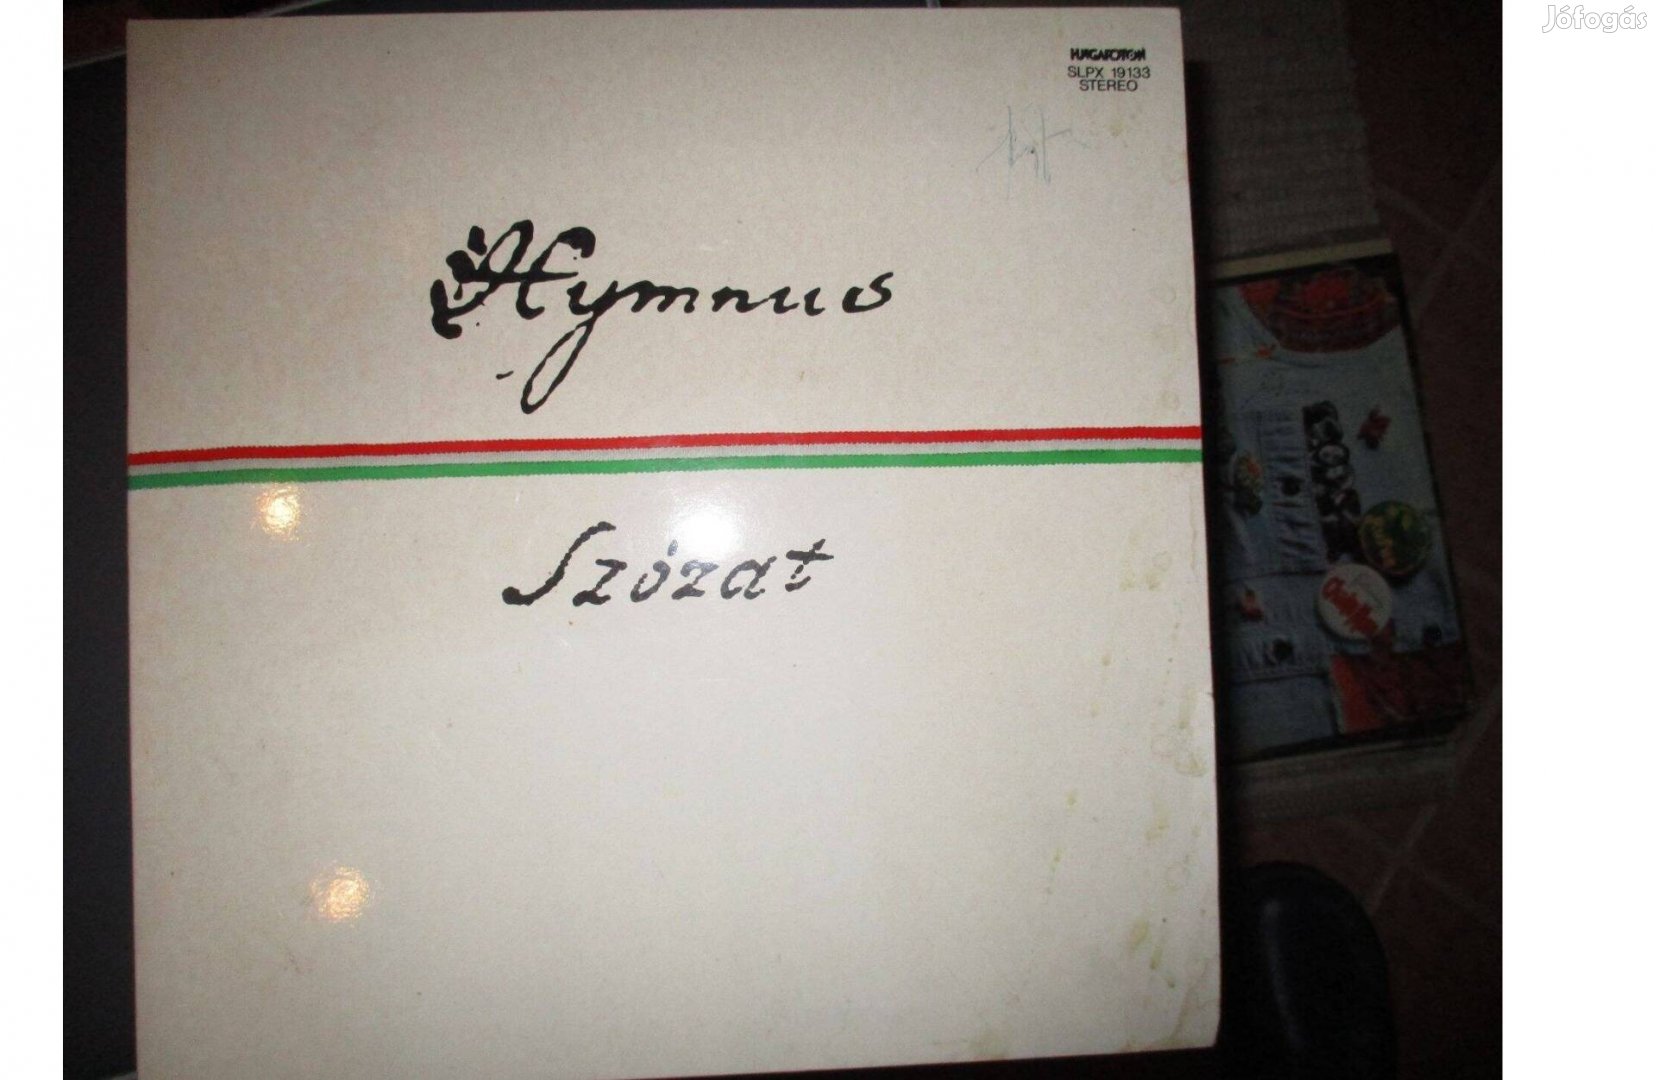 Jófogás
HUNGAROTON
SLPX 19133
STEREO
Hymnus
Szózat